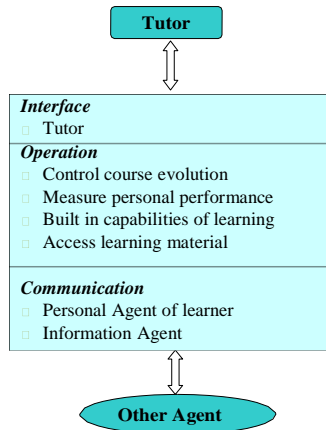 Tutor
Interface
Tutor
Operation
Control course evolution
Measure personal performance
Built in capabilities of learning
Access learning material
Communication
Personal Agent of learner
Information Agent
Other Agent